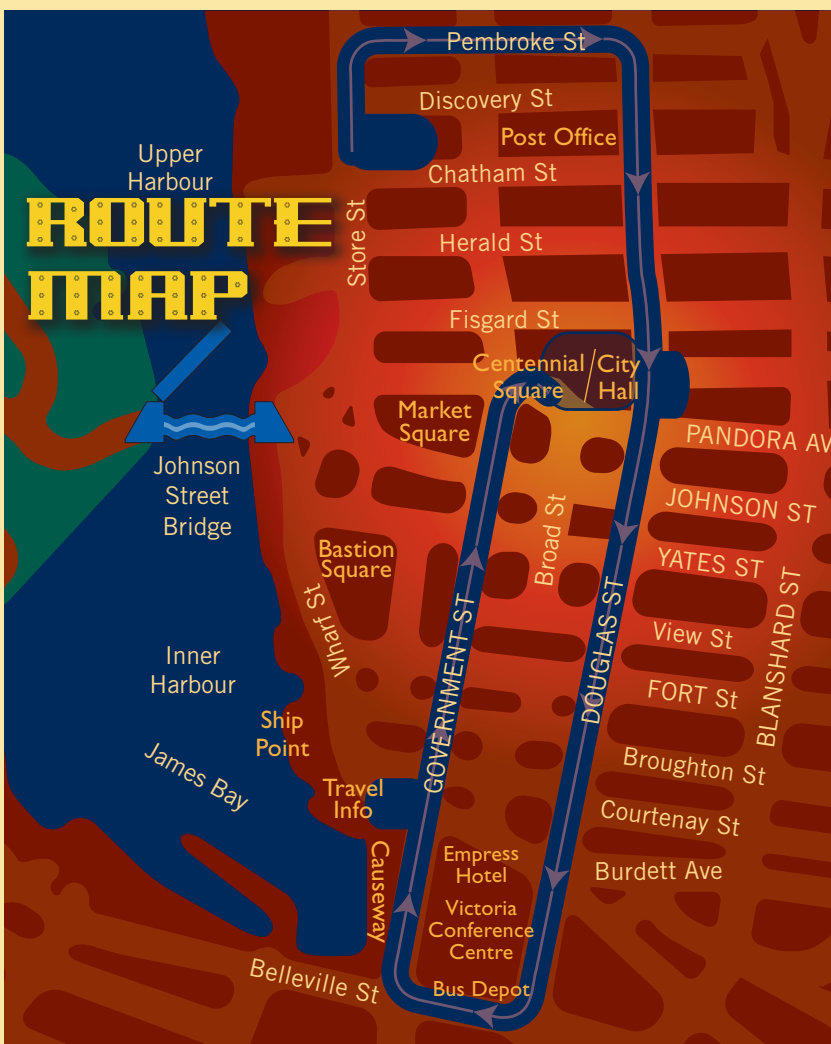 Pembroke St
Discovery St
Post Office
Upper
Harbour
Chatham St
ROUTE
MAP
Store St
Herald St
Fisgard St
Centennial
Square
City
Hall
Market
Square
PANDORA AV
Johnson
Street
Bridge
JOHNSON ST
Broad St
Bastion
Square
YATES ST
BLANSHARD ST
Wharf St
View St
GOVERNMENT ST
DOUGLAS ST
Inner
Harbour
FORT St
Ship
Point
James Bay
Broughton St
Travel
Info
Courtenay St
Causeway
Empress
Hotel
Burdett Ave
Victoria
Conference
Centre
Belleville St
Bus Depot